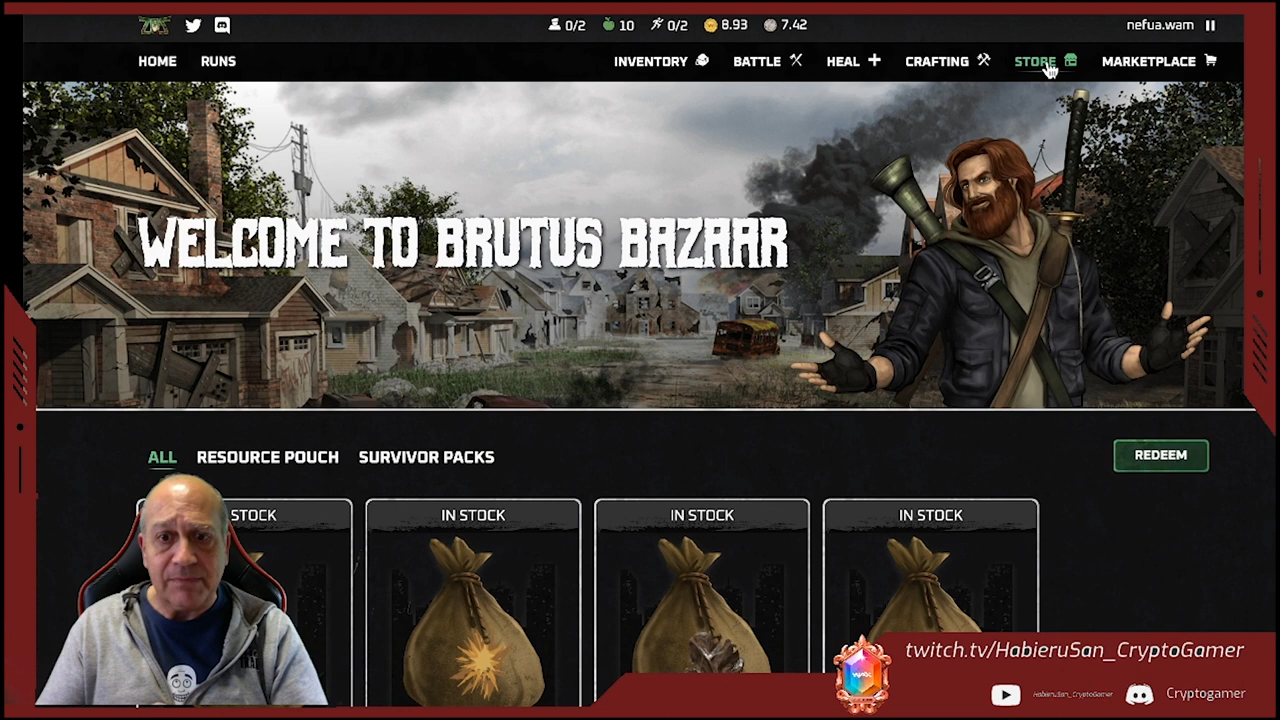 0/2 10 0/2 8.93 7.42 nefua.wam
HOME RUNS INVENTORY BATTLE HEAL CRAFTING STORE MARKETPLACE
WELCOME TO BRUTUS BAZAAR
ALL RESOURCE POUCH SURVIVOR PACKS REDEEM
STOCK IN STOCK IN STOCK IN STOCK
twitch.tv/HabieruSan_CryptoGamer
HabieruSan_CryptoGamer Cryptogamer